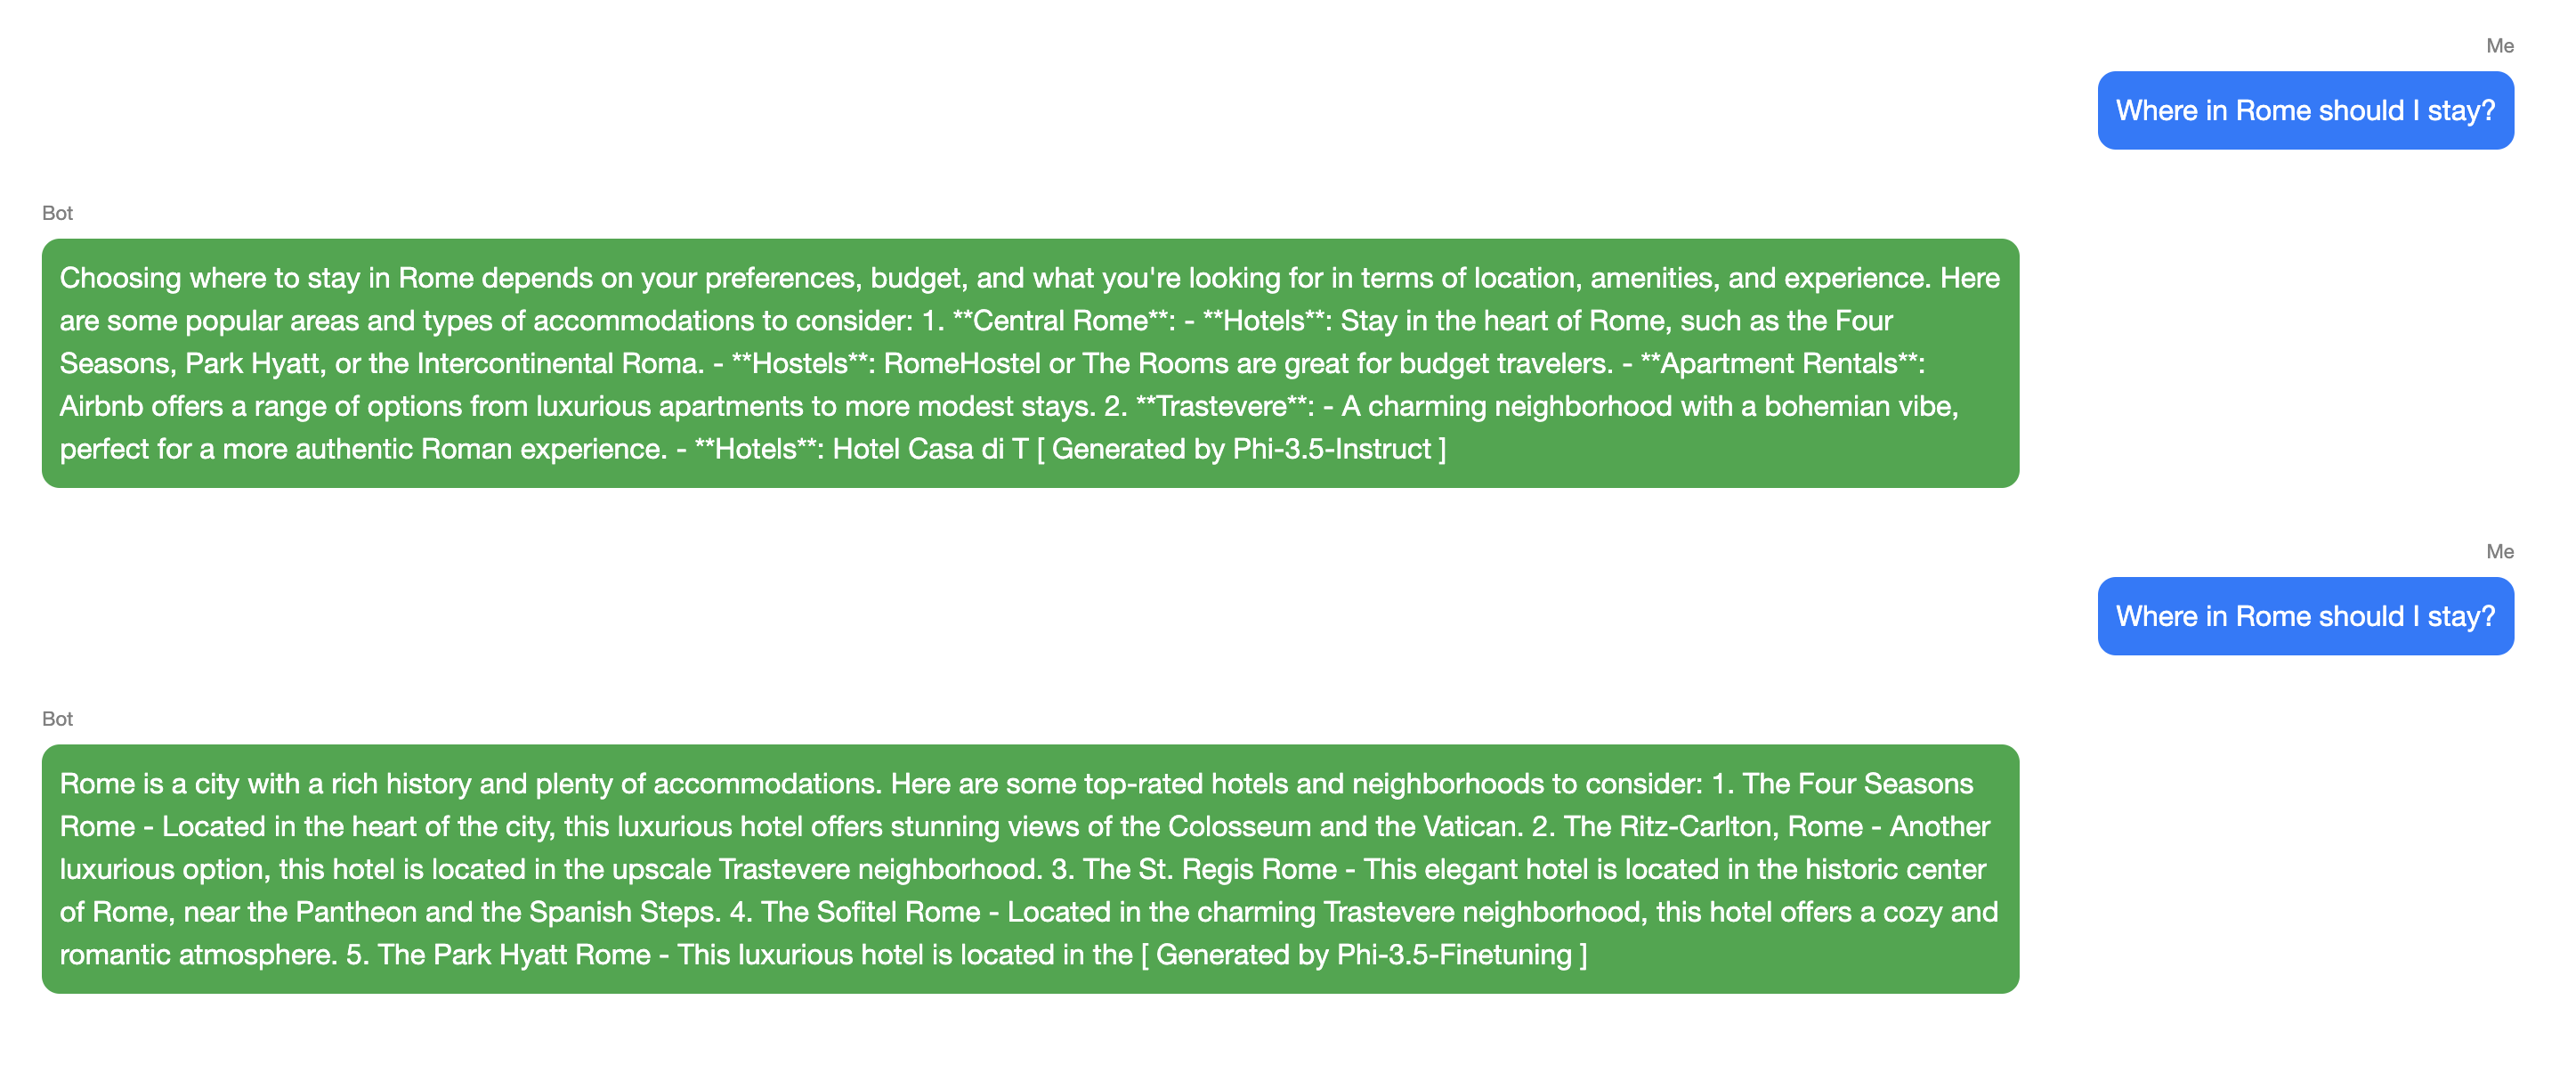 Me
Where in Rome should I stay?
Bot
Choosing where to stay in Rome depends on your preferences, budget, and what you're looking for in terms of location, amenities, and experience. Here
are some popular areas and types of accommodations to consider: 1. **Central Rome**: - **Hotels**: Stay in the heart of Rome, such as the Four
Seasons, Park Hyatt, or the Intercontinental Roma. - **Hostels**: RomeHostel or The Rooms are great for budget travelers. - **Apartment Rentals**:
Airbnb offers a range of options from luxurious apartments to more modest stays. 2. **Trastevere**: - A charming neighborhood with a bohemian vibe,
perfect for a more authentic Roman experience. - **Hotels**: Hotel Casa di T [ Generated by Phi-3.5-Instruct ]
Me
Where in Rome should I stay?
Bot
Rome is a city with a rich history and plenty of accommodations. Here are some top-rated hotels and neighborhoods to consider: 1. The Four Seasons
Rome - Located in the heart of the city, this luxurious hotel offers stunning views of the Colosseum and the Vatican. 2. The Ritz-Carlton, Rome - Another
luxurious option, this hotel is located in the upscale Trastevere neighborhood. 3. The St. Regis Rome - This elegant hotel is located in the historic center
of Rome, near the Pantheon and the Spanish Steps. 4. The Sofitel Rome - Located in the charming Trastevere neighborhood, this hotel offers a cozy and
romantic atmosphere. 5. The Park Hyatt Rome - This luxurious hotel is located in the [ Generated by Phi-3.5-Finetuning ]